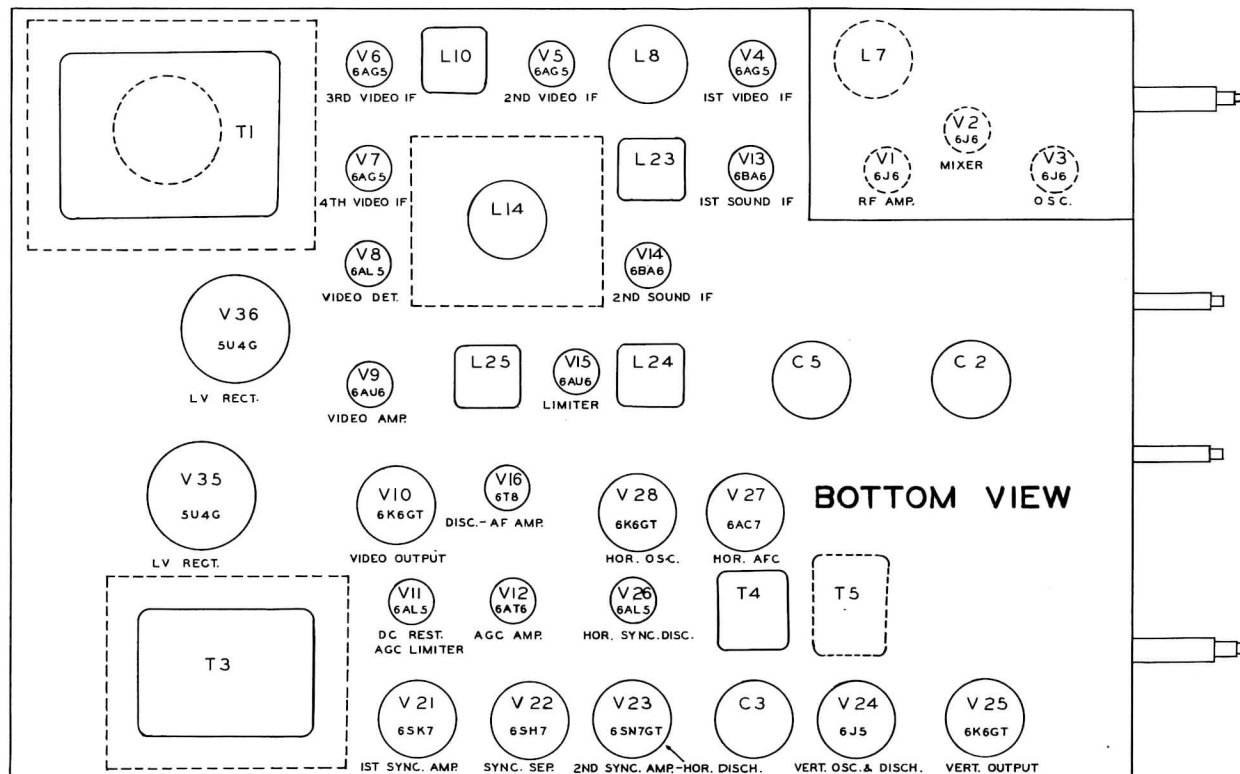 V6
6AG5
3RD VIDEO IF
L10
V5
6AG5
2ND VIDEO IF
L8
V4
6AG5
1ST VIDEO IF
L7
V2
6J6
MIXER
V1
6J6
RF AMP.
V3
6J6
OSC.
T1
V7
6AG5
4TH VIDEO IF
L14
L23
V13
6BA6
1ST SOUND IF
V8
6AL5
VIDEO DET.
V14
6BA6
2ND SOUND IF
V36
5U4G
LV RECT.
V9
6AU6
VIDEO AMP.
L25
V15
6AU6
LIMITER
L24
C5
C2
V35
5U4G
LV RECT.
V10
6K6GT
VIDEO OUTPUT
V16
6T8
DISC.-AF AMP.
V28
6K6GT
HOR. OSC.
V27
6AC7
HOR. AFC
BOTTOM VIEW
V11
6AL5
DC REST.
AGC LIMITER
V12
6AT6
AGC AMP.
V26
6AL5
HOR. SYNC. DISC.
T4
T5
T3
V21
6SK7
1ST SYNC. AMP.
V22
6SH7
SYNC. SEP.
V23
6SN7GT
2ND SYNC. AMP.-HOR. DISCH.
C3
V24
6J5
VERT. OSC. & DISCH.
V25
6K6GT
VERT. OUTPUT